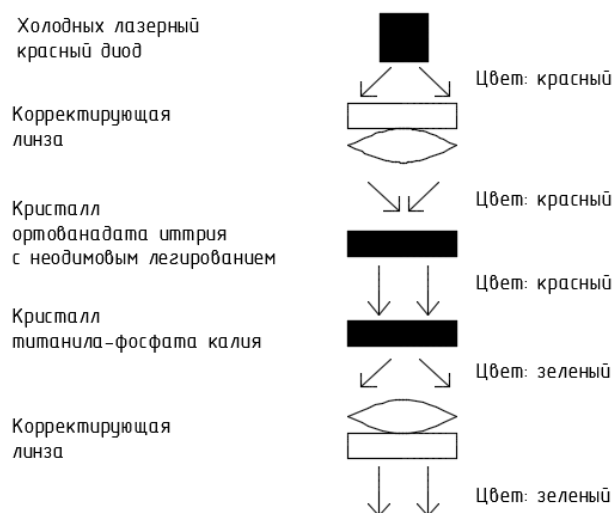 Холодных лазерный
красный диод
Цвет: красный
Корректирующая
линза
Цвет: красный
Кристалл
ортованадата иттрия
с неодимовым легированием
Цвет: красный
Кристалл
титанила-фосфата калия
Цвет: зеленый
Корректирующая
линза
Цвет: зеленый